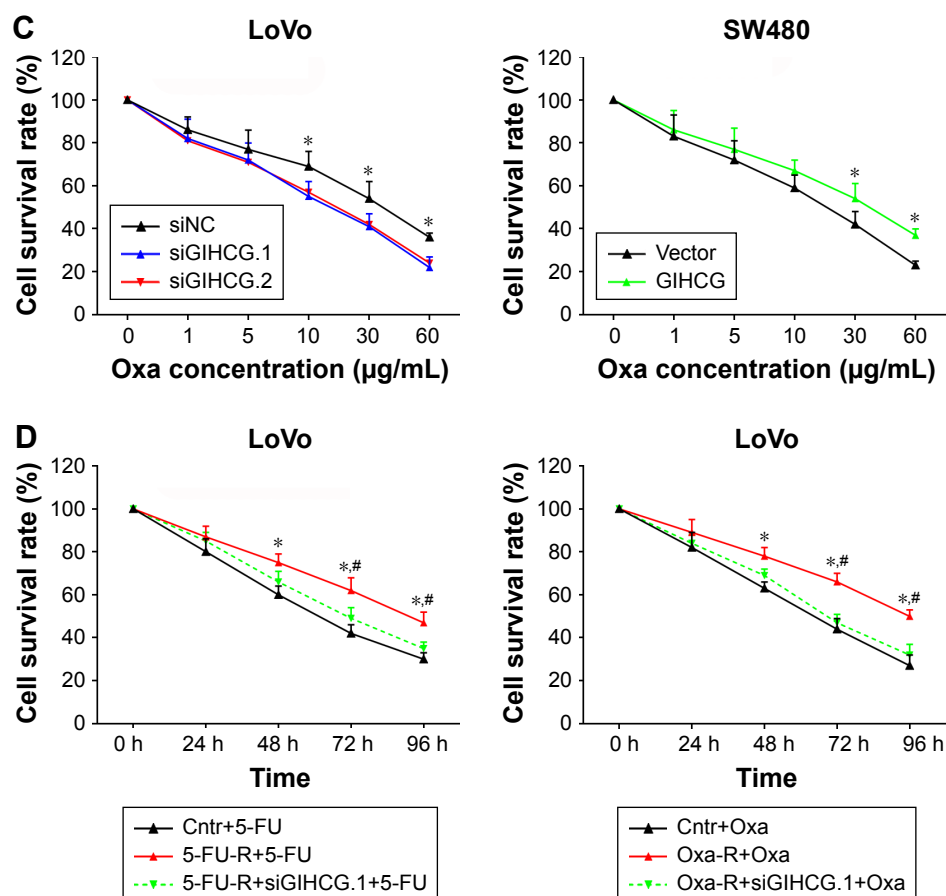 C
LoVo
Cell survival rate (%)
120
100
80
60
40
20
0
*
*
*
siNC
siGIHCG.1
siGIHCG.2
0 1 5 10 30 60
Oxa concentration (µg/mL)
SW480
Cell survival rate (%)
120
100
80
60
40
20
0
*
*
Vector
GIHCG
0 1 5 10 30 60
Oxa concentration (µg/mL)
D
LoVo
Cell survival rate (%)
120
100
80
60
40
20
0
*
*,#
*,#
0 h 24 h 48 h 72 h 96 h
Time
Cntr+5-FU
5-FU-R+5-FU
5-FU-R+siGIHCG.1+5-FU
LoVo
Cell survival rate (%)
120
100
80
60
40
20
0
*
*,#
*,#
0 h 24 h 48 h 72 h 96 h
Time
Cntr+Oxa
Oxa-R+Oxa
Oxa-R+siGIHCG.1+Oxa